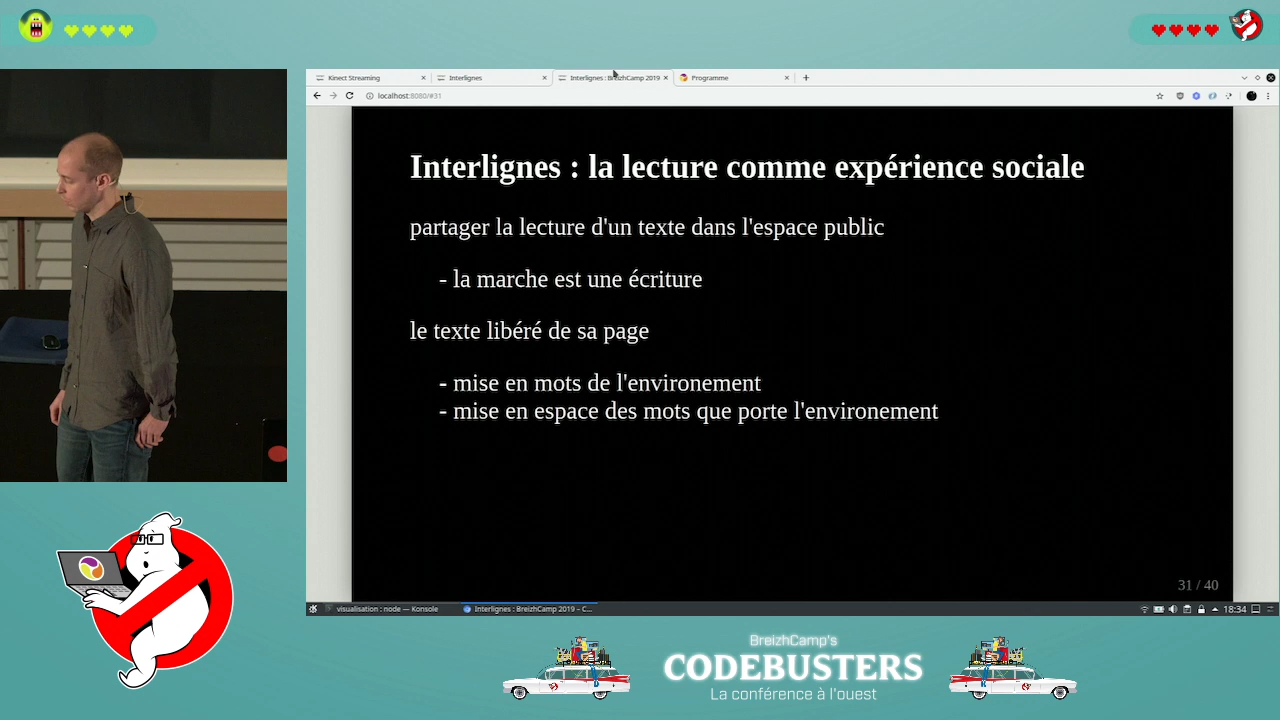 Kinect Streaming
Interlignes
Interlignes : BreizhCamp 2019
Programme
localhost:8080/#31
Interlignes : la lecture comme expérience sociale
partager la lecture d'un texte dans l'espace public
- la marche est une écriture
le texte libéré de sa page
- mise en mots de l'environement
- mise en espace des mots que porte l'environement
31 / 40
visualisation : node — Konsole
Interlignes : BreizhCamp 2019 – C...
18:34
BreizhCamp's
CODEBUSTERS
La conférence à l'ouest